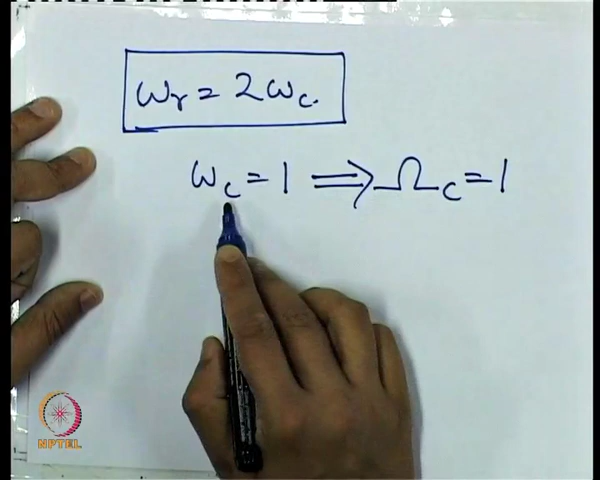 ωr = 2ωc.
ωc = 1 ⟹ Ωc = 1
NPTEL